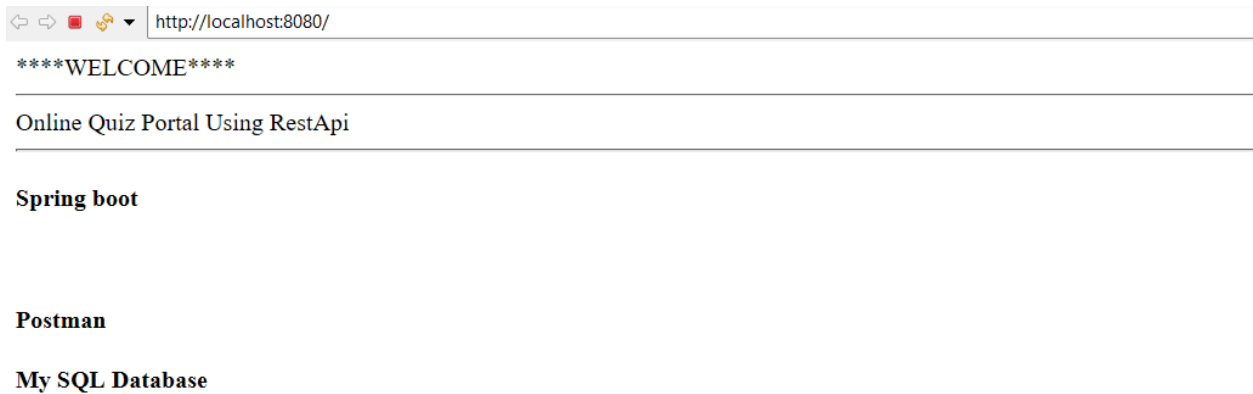 http://localhost:8080/
****WELCOME****
Online Quiz Portal Using RestApi
Spring boot
Postman
My SQL Database